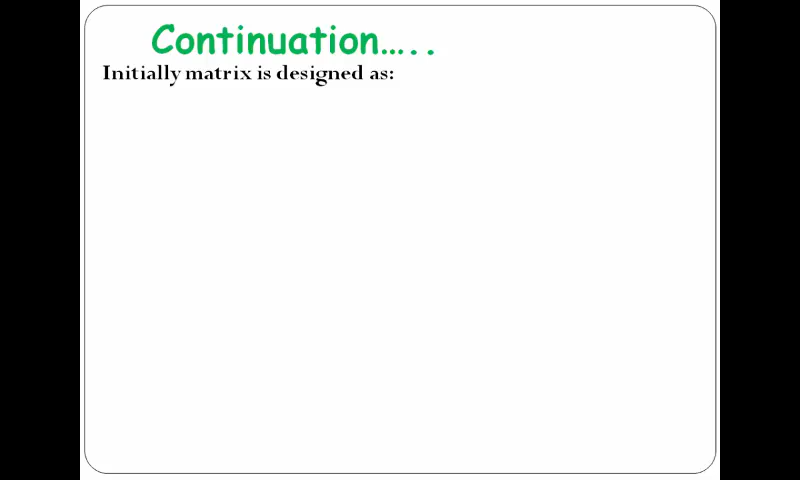 Continuation.....
Initially matrix is designed as: